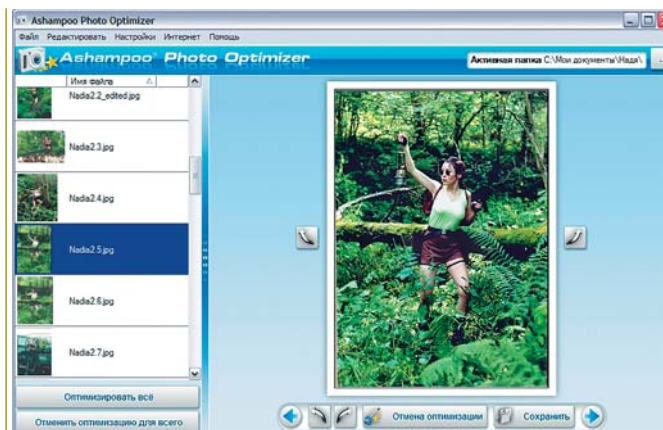 Ashampoo Photo Optimizer
Файл Редактировать Настройки Интернет Помощь
Ashampoo® Photo Optimizer
Активная папка C:\Мои документы\Надя\
Имя файла
Nadia2.2_edited.jpg
Nadia2.3.jpg
Nadia2.4.jpg
Nadia2.5.jpg
Nadia2.6.jpg
Nadia2.7.jpg
Оптимизировать всё
Отменить оптимизацию для всего
Отмена оптимизации
Сохранить